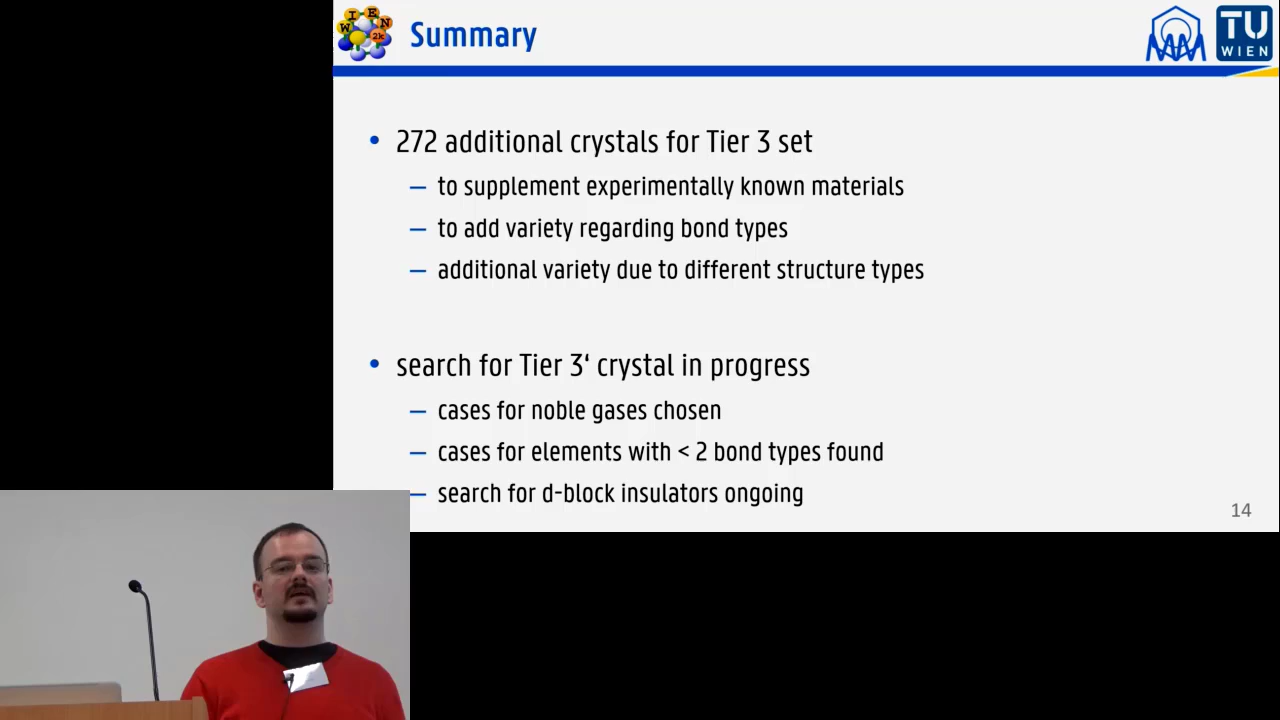 WIEN
2k
Summary
TU
WIEN
• 272 additional crystals for Tier 3 set
– to supplement experimentally known materials
– to add variety regarding bond types
– additional variety due to different structure types
• search for Tier 3‘ crystal in progress
– cases for noble gases chosen
– cases for elements with < 2 bond types found
– search for d-block insulators ongoing
14